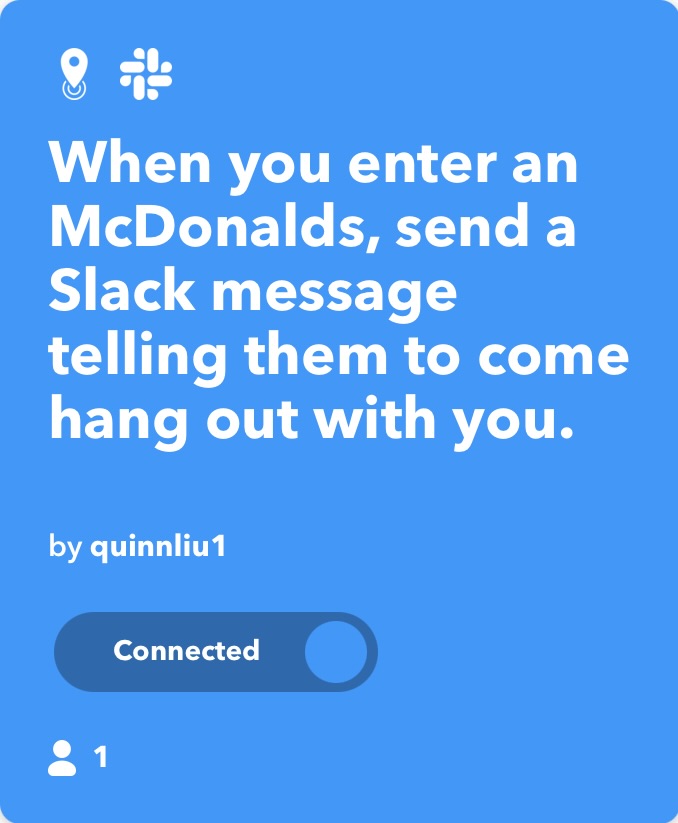 When you enter an
McDonalds, send a
Slack message
telling them to come
hang out with you.
by quinnliu1
Connected
1